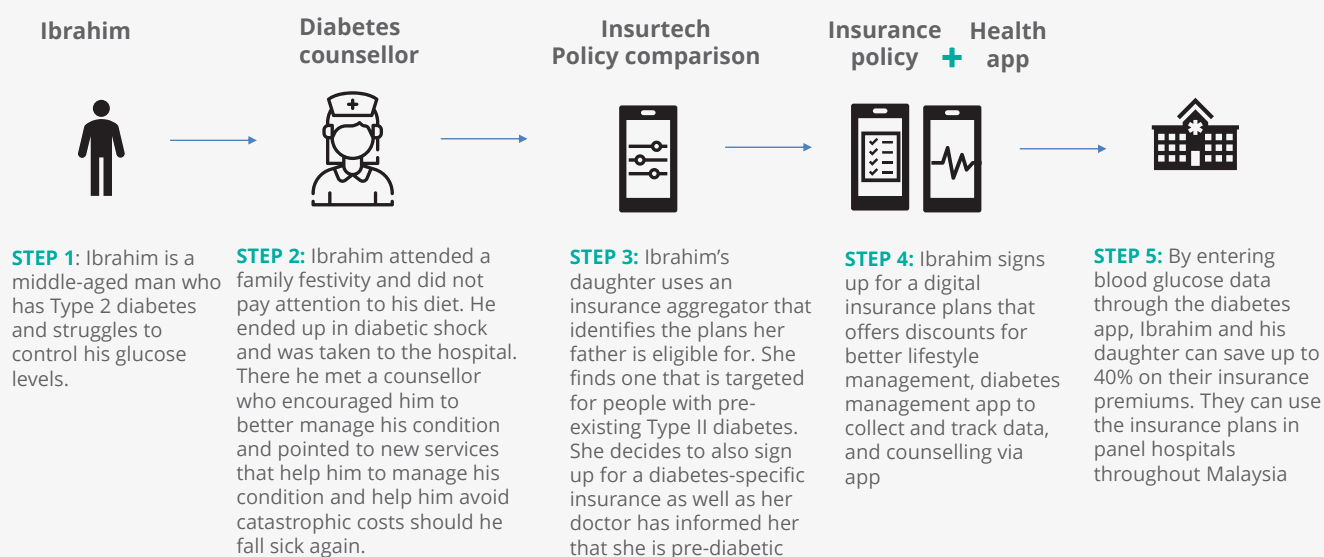 Ibrahim
Diabetes
counsellor
Insurtech
Policy comparison
Insurance
policy
+
Health
app
STEP 1: Ibrahim is a
middle-aged man who
has Type 2 diabetes
and struggles to
control his glucose
levels.
STEP 2: Ibrahim attended a
family festivity and did not
pay attention to his diet. He
ended up in diabetic shock
and was taken to the hospital.
There he met a counsellor
who encouraged him to
better manage his condition
and pointed to new services
that help him to manage his
condition and help him avoid
catastrophic costs should he
fall sick again.
STEP 3: Ibrahim’s
daughter uses an
insurance aggregator that
identifies the plans her
father is eligible for. She
finds one that is targeted
for people with pre-
existing Type II diabetes.
She decides to also sign
up for a diabetes-specific
insurance as well as her
doctor has informed her
that she is pre-diabetic
STEP 4: Ibrahim signs
up for a digital
insurance plans that
offers discounts for
better lifestyle
management, diabetes
management app to
collect and track data,
and counselling via
app
STEP 5: By entering
blood glucose data
through the diabetes
app, Ibrahim and his
daughter can save up to
40% on their insurance
premiums. They can use
the insurance plans in
panel hospitals
throughout Malaysia